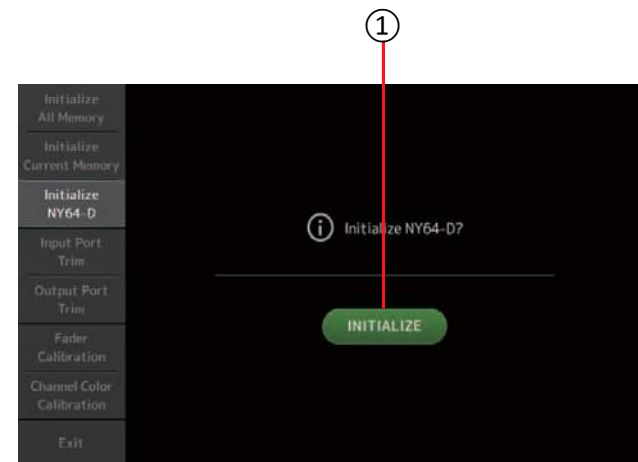 ①
Initialize
All Memory
Initialize
Current Memory
Initialize
NY64-D
Input Port
Trim
Output Port
Trim
Fader
Calibration
Channel Color
Calibration
Exit
Initialize NY64-D?
INITIALIZE